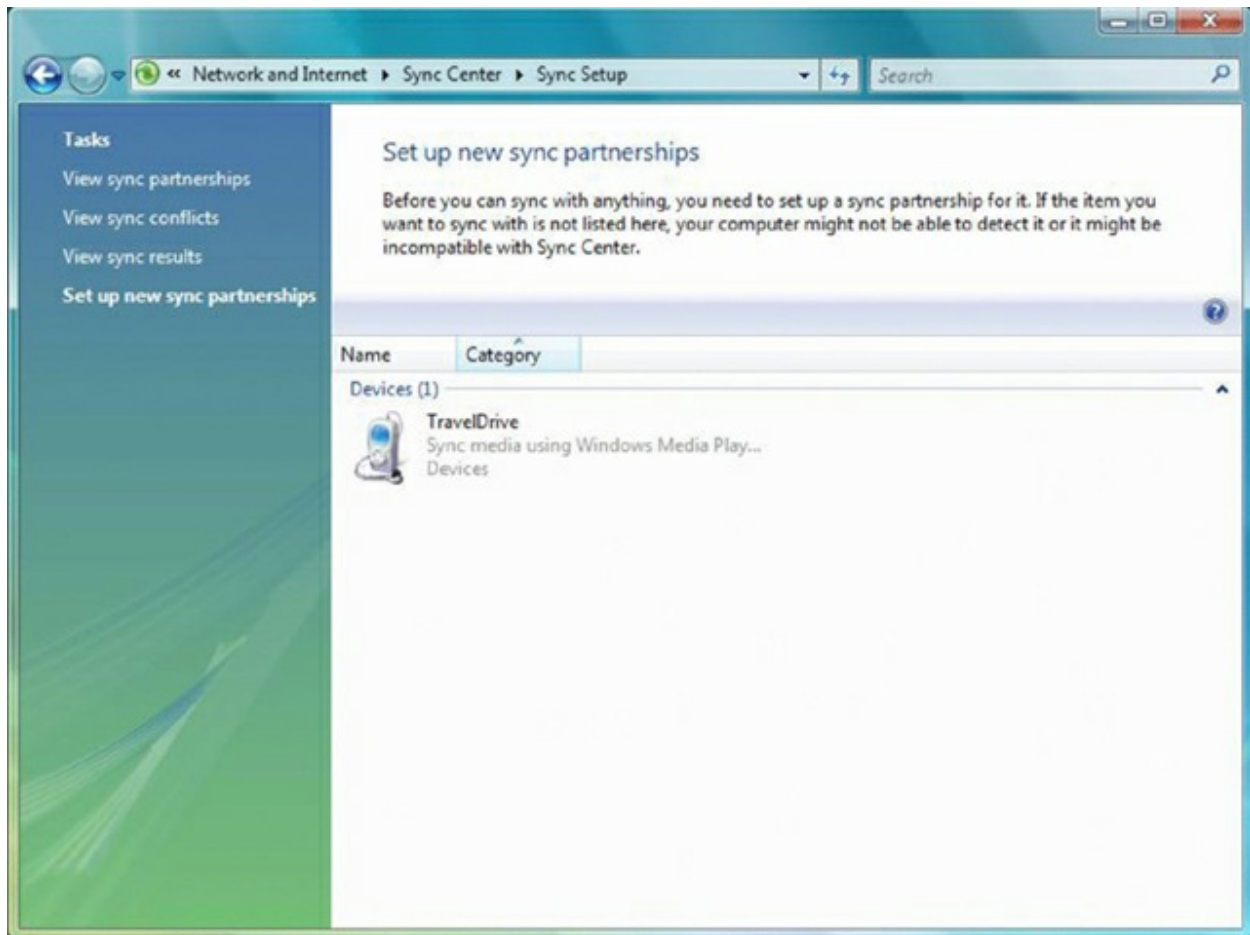 « Network and Internet ▸ Sync Center ▸ Sync Setup
Search
Tasks
View sync partnerships
View sync conflicts
View sync results
Set up new sync partnerships
Set up new sync partnerships
Before you can sync with anything, you need to set up a sync partnership for it. If the item you
want to sync with is not listed here, your computer might not be able to detect it or it might be
incompatible with Sync Center.
Name Category
Devices (1)
TravelDrive
Sync media using Windows Media Play...
Devices